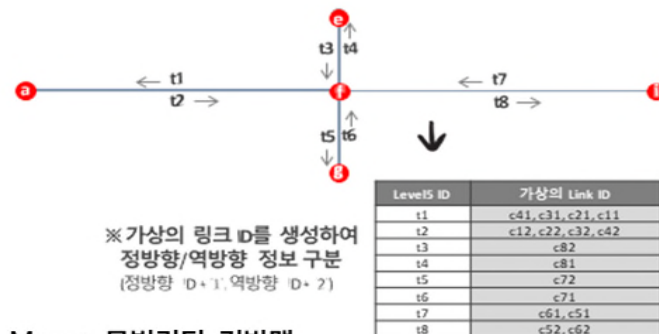 e
t3 t4
← t1
← t7
a
f
t2 →
t8 →
t5 t6
g
Level5 ID 가상의 Link ID
t1 c41, c31, c21, c11
t2 c12, c22, c32, c42
t3 c82
t4 c81
t5 c72
t6 c71
t7 c61, c51
t8 c52, c62
※가상의 링크 ID를 생성하여
정방향/역방향 정보 구분
(정방향 ID+'1', 역방향 ID+'2')